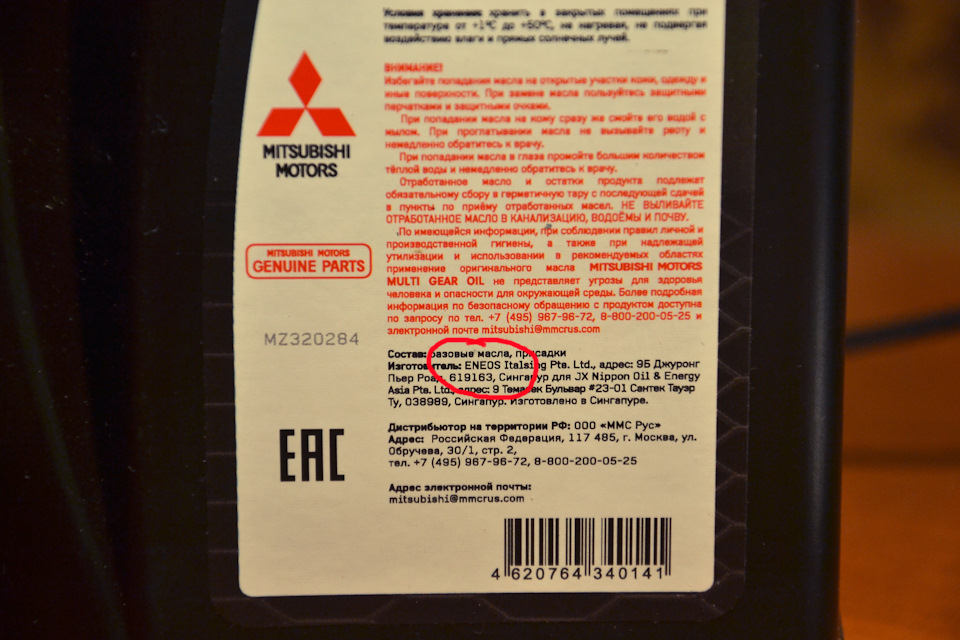 Условия хранения: хранить в закрытых помещениях при
температуре от +1°С до +50°С, не нагревая, не подвергая
воздействию влаги и прямых солнечных лучей.
ВНИМАНИЕ!
Избегайте попадания масла на открытые участки кожи, одежду и
иные поверхности. При замене масла пользуйтесь защитными
перчатками и защитными очками.
При попадании масла на кожу сразу же смойте его водой с
мылом. При проглатывании масла не вызывайте рвоту и
немедленно обратитесь к врачу.
При попадании масла в глаза промойте большим количеством
тёплой воды и немедленно обратитесь к врачу.
Отработанное масло и остатки продукта подлежат
обязательному сбору в герметичную тару с последующей сдачей
в пункты по приёму отработанных масел. НЕ ВЫЛИВАЙТЕ
ОТРАБОТАННОЕ МАСЛО В КАНАЛИЗАЦИЮ, ВОДОЁМЫ И ПОЧВУ.
По имеющейся информации, при соблюдении правил личной и
производственной гигиены, а также при надлежащей
утилизации и использовании в рекомендуемых областях
применение оригинального масла MITSUBISHI MOTORS
MULTI GEAR OIL не представляет угрозы для здоровья
человека и опасности для окружающей среды. Более подробная
информация по безопасному обращению с продуктом доступна
по запросу по тел. +7 (495) 967-96-72, 8-800-200-05-25 и
электронной почте mitsubishi@mmcrus.com
Состав: базовые масла, присадки
Изготовитель: ENEOS Italsing Pte. Ltd., адрес: 9Б Джуронг
Пьер Роад, 619163, Сингапур для JX Nippon Oil & Energy
Asia Pte. Ltd, адрес: 9 Темасек Бульвар #23-01 Сантек Тауэр
Ту, 038989, Сингапур. Изготовлено в Сингапуре.
Дистрибьютор на территории РФ: ООО «ММС Рус»
Адрес: Российская Федерация, 117 485, г. Москва, ул.
Обручева, 30/1, стр. 2,
тел. +7 (495) 967-96-72, 8-800-200-05-25
Адрес электронной почты:
mitsubishi@mmcrus.com
4 620764 340141
MITSUBISHI
MOTORS
MITSUBISHI MOTORS
GENUINE PARTS
MZ320284
EAC